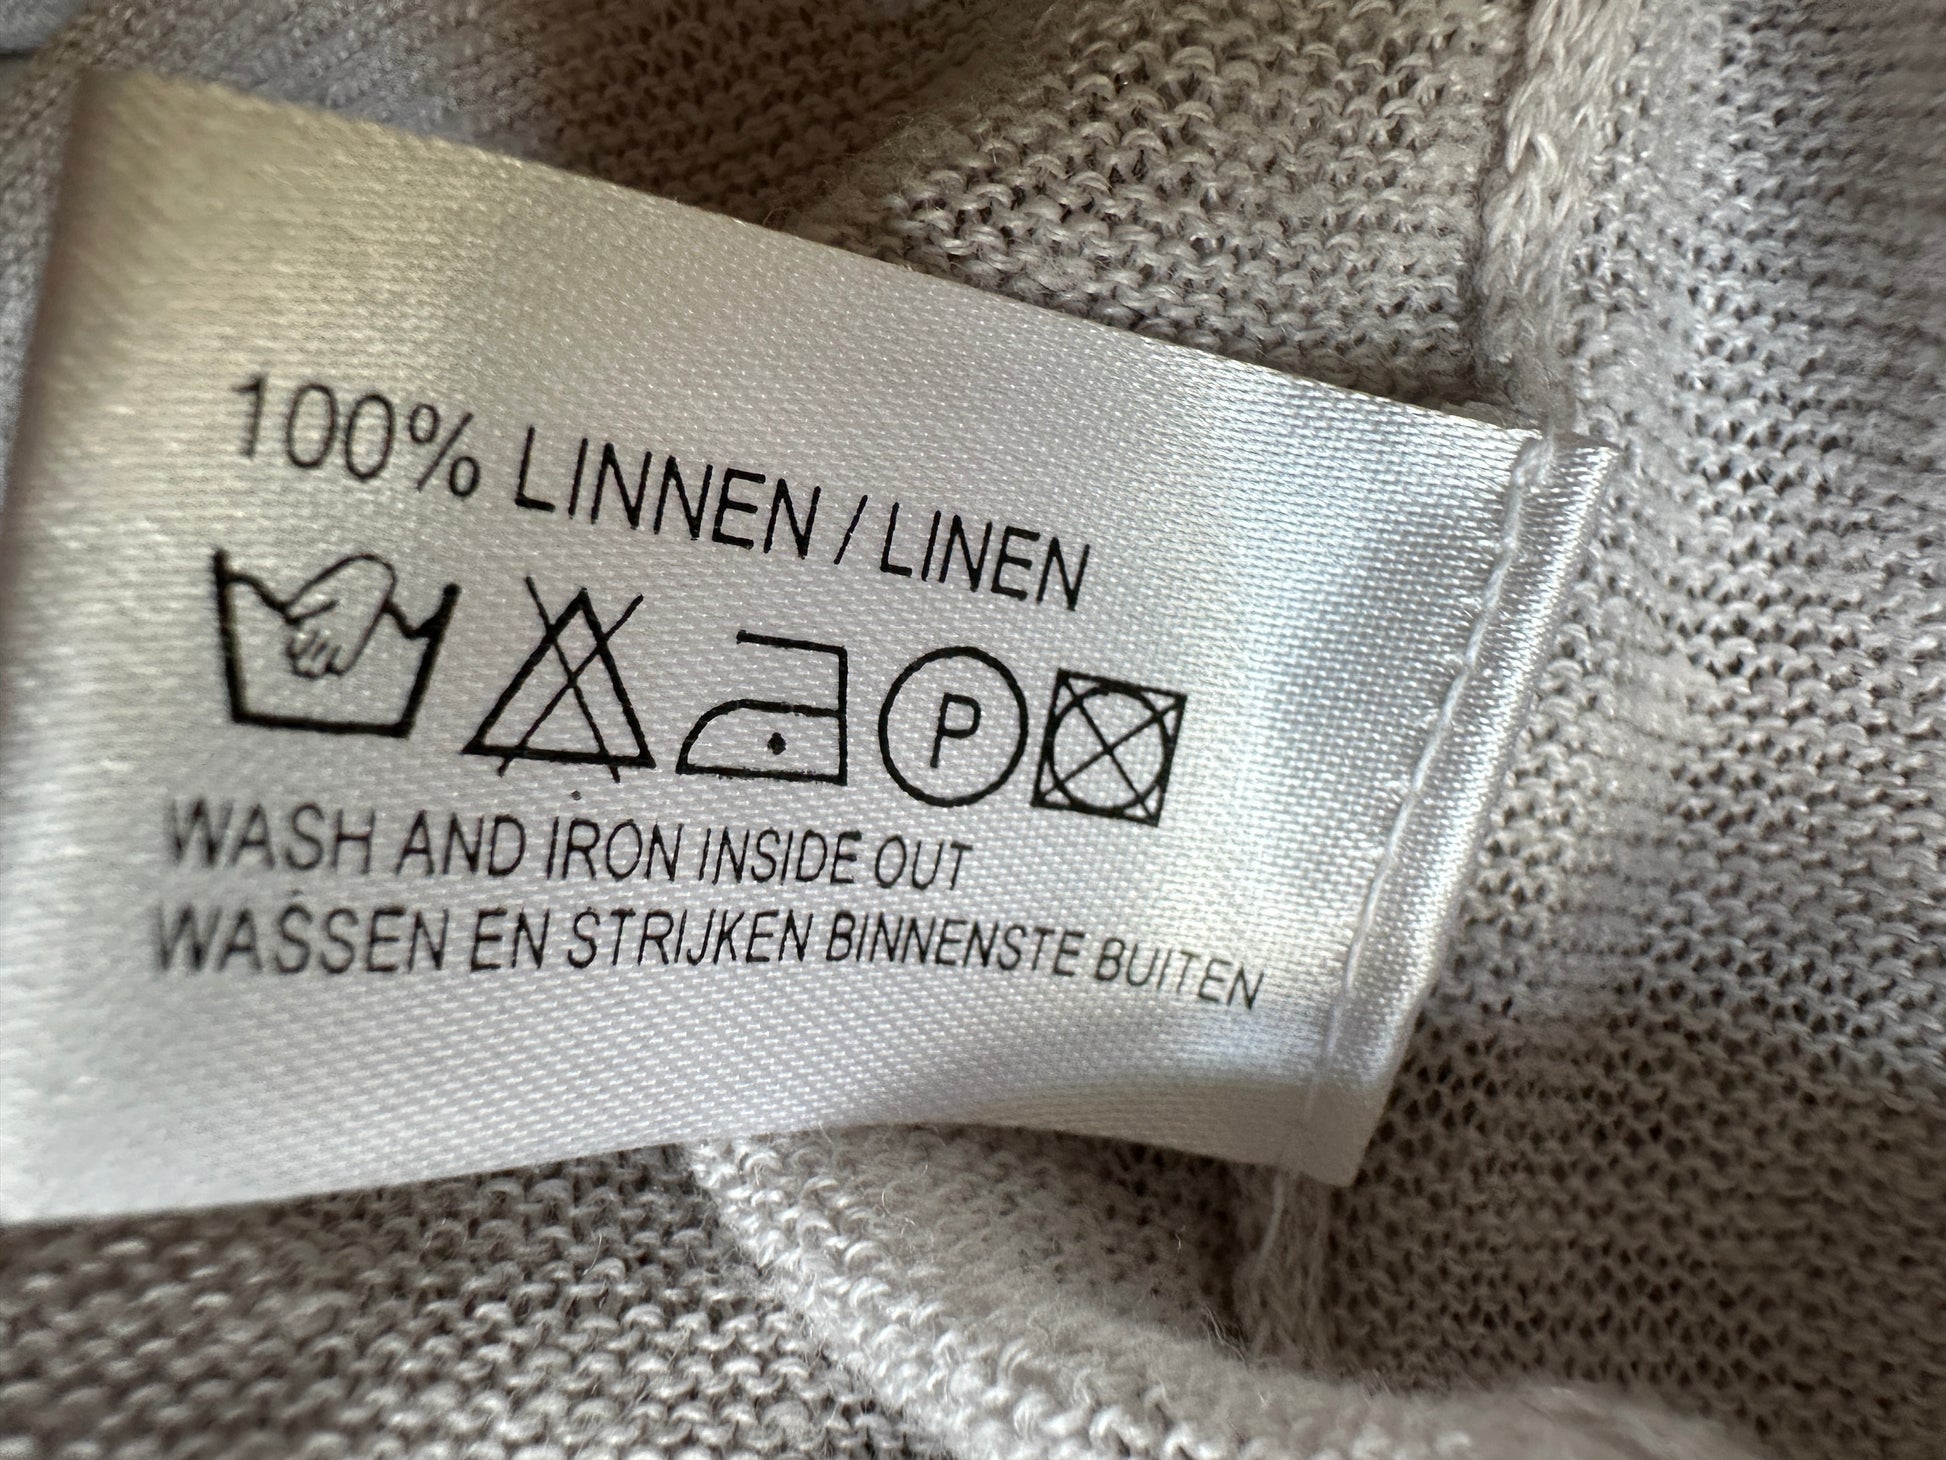 100% LINNEN / LINEN
P
WASH AND IRON INSIDE OUT
WASSEN EN STRIJKEN BINNENSTE BUITEN